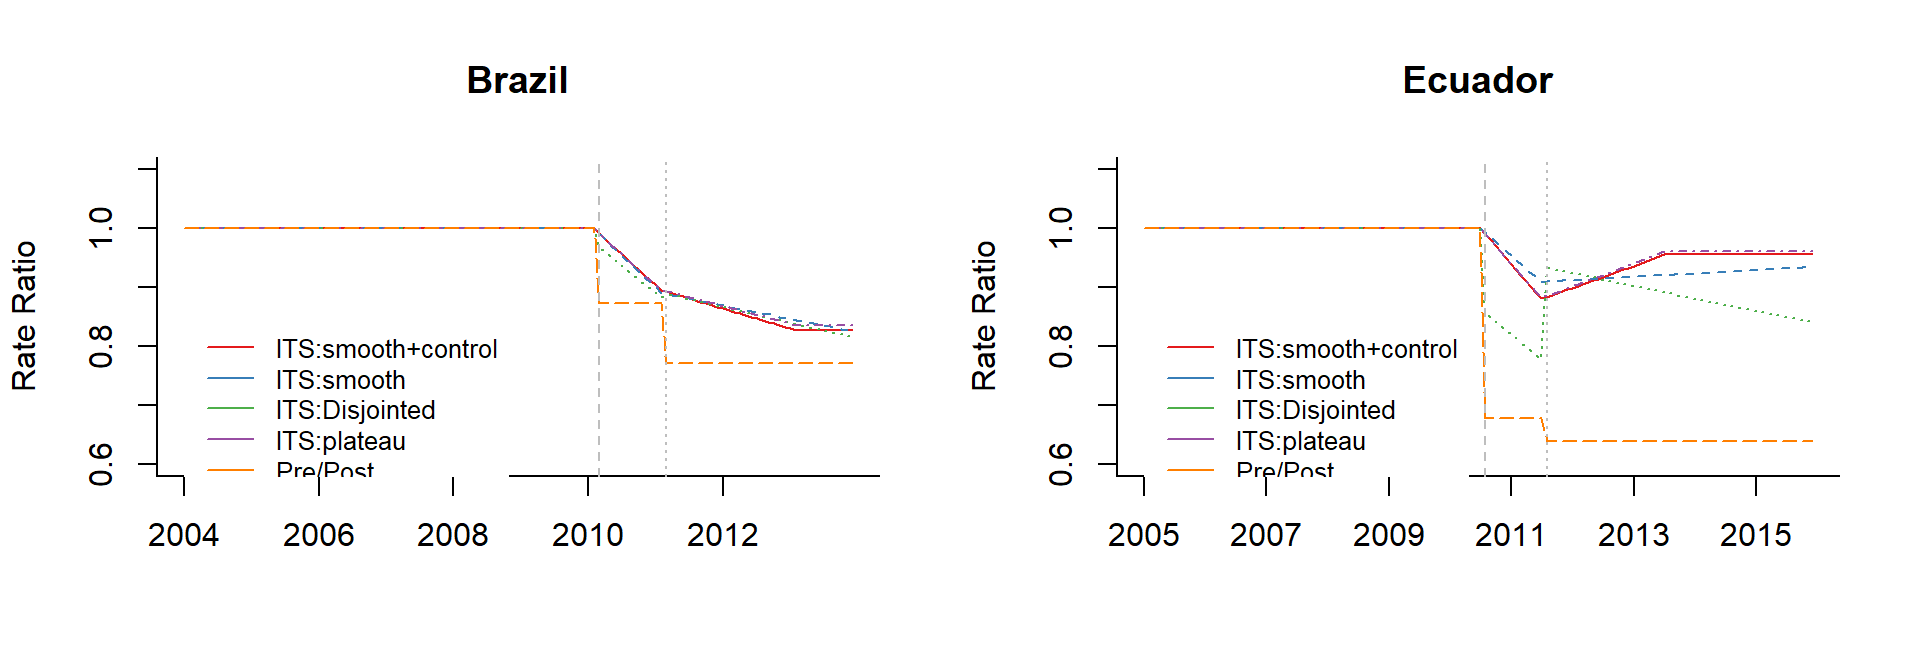 Brazil
Rate Ratio
1.0
0.8
0.6
ITS:smooth+control
ITS:smooth
ITS:Disjointed
ITS:plateau
Pre/Post
2004 2006 2008 2010 2012
Ecuador
Rate Ratio
1.0
0.8
0.6
ITS:smooth+control
ITS:smooth
ITS:Disjointed
ITS:plateau
Pre/Post
2005 2007 2009 2011 2013 2015